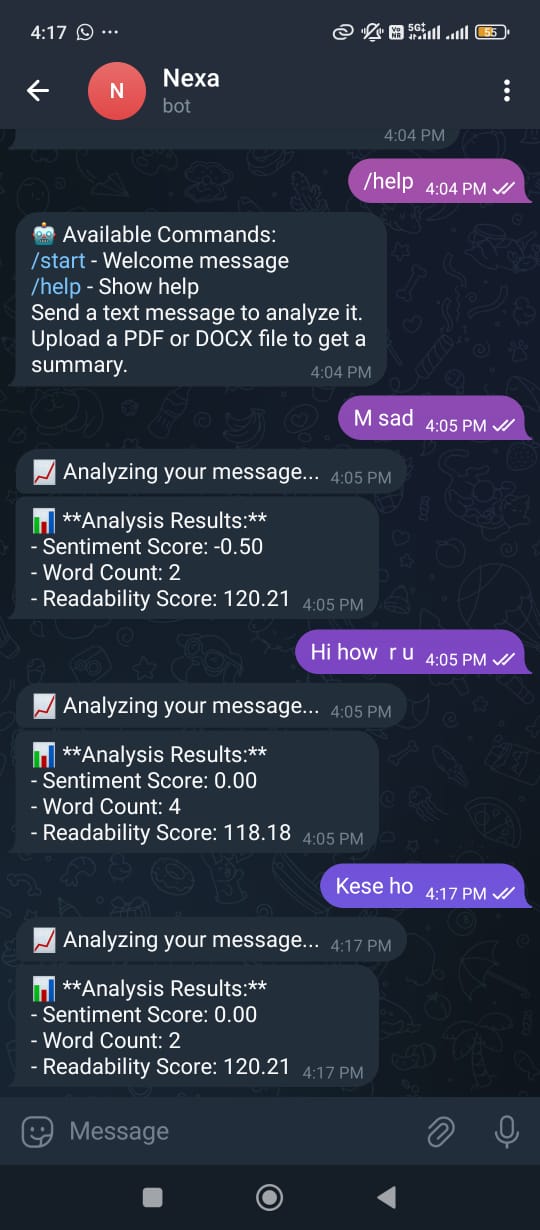 4:17 ...
Vo NR 5G+ 55
N Nexa
bot
4:04 PM
/help 4:04 PM
Available Commands:
/start - Welcome message
/help - Show help
Send a text message to analyze it.
Upload a PDF or DOCX file to get a
summary. 4:04 PM
M sad 4:05 PM
Analyzing your message... 4:05 PM
**Analysis Results:**
- Sentiment Score: -0.50
- Word Count: 2
- Readability Score: 120.21 4:05 PM
Hi how r u 4:05 PM
Analyzing your message... 4:05 PM
**Analysis Results:**
- Sentiment Score: 0.00
- Word Count: 4
- Readability Score: 118.18 4:05 PM
Kese ho 4:17 PM
Analyzing your message... 4:17 PM
**Analysis Results:**
- Sentiment Score: 0.00
- Word Count: 2
- Readability Score: 120.21 4:17 PM
Message